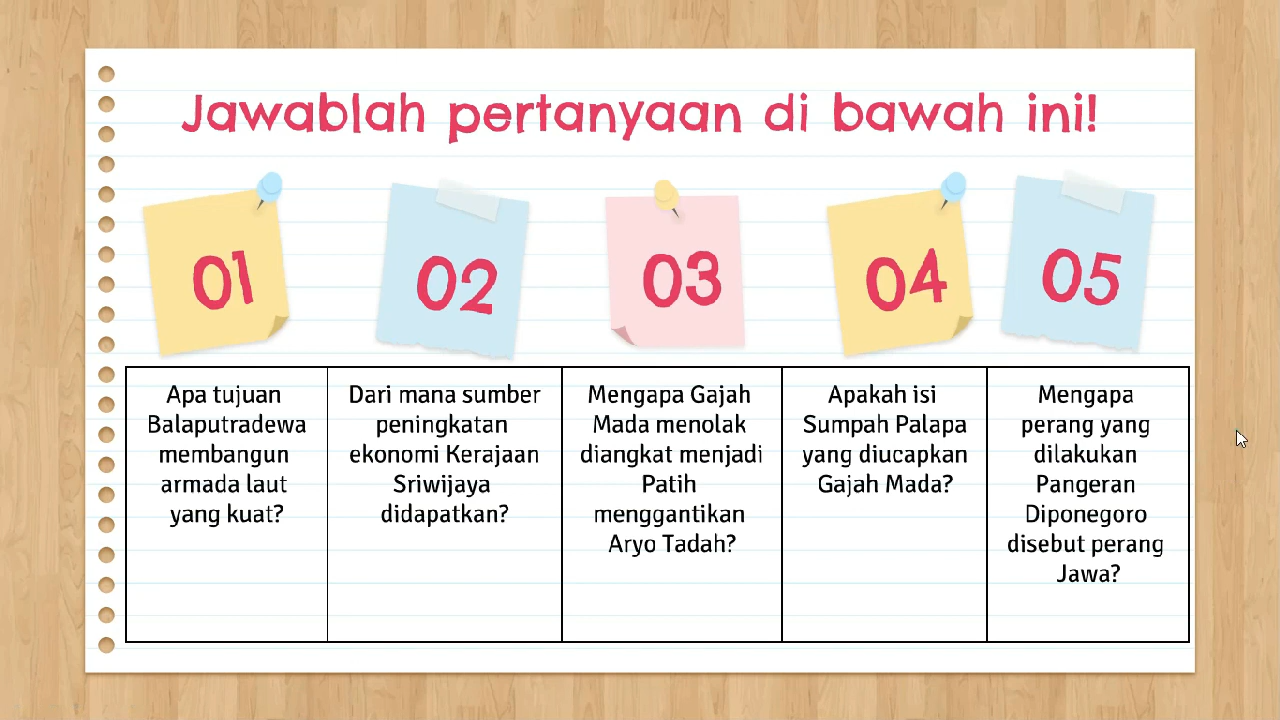 Jawablah pertanyaan di bawah ini!
01
02
03
04
05
Apa tujuan
Balaputradewa
membangun
armada laut
yang kuat?
Dari mana sumber
peningkatan
ekonomi Kerajaan
Sriwijaya
didapatkan?
Mengapa Gajah
Mada menolak
diangkat menjadi
Patih
menggantikan
Aryo Tadah?
Apakah isi
Sumpah Palapa
yang diucapkan
Gajah Mada?
Mengapa
perang yang
dilakukan
Pangeran
Diponegoro
disebut perang
Jawa?